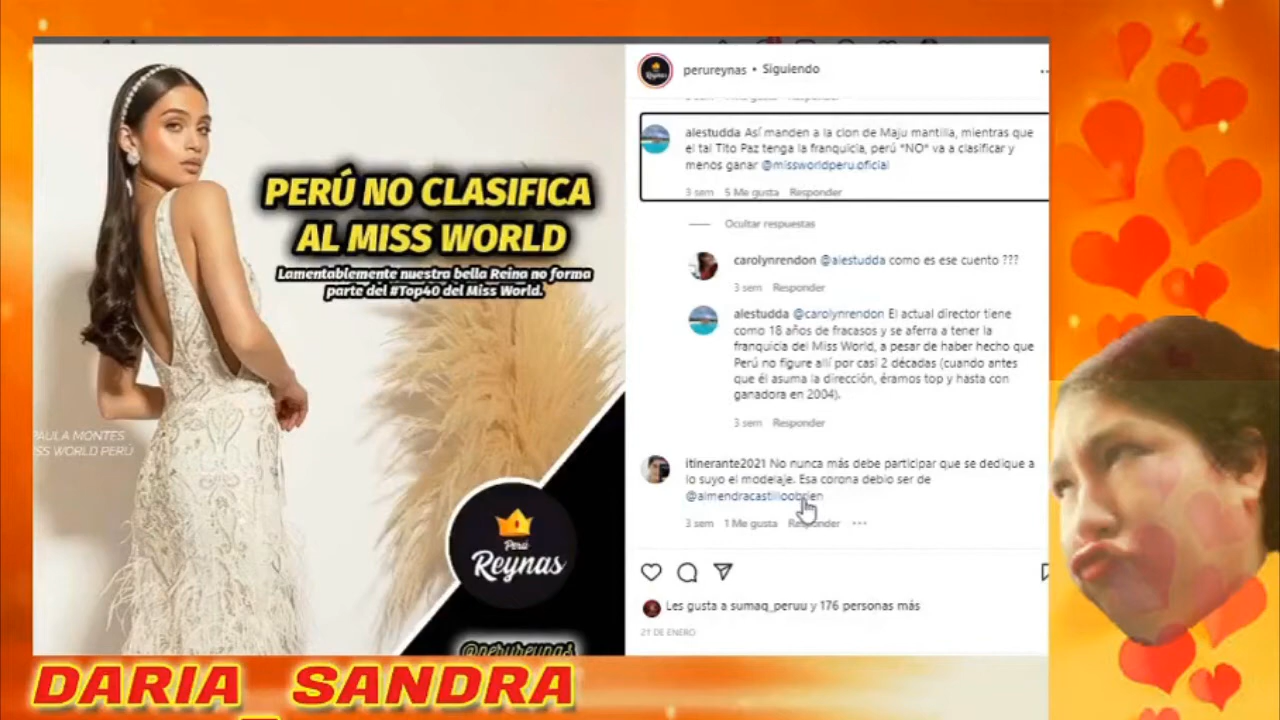 PERÚ NO CLASIFICA
AL MISS WORLD
Lamentablemente nuestra bella Reina no forma
parte del #Top40 del Miss World.
PAULA MONTES
SS WORLD PERÚ
Perú
Reynas
@perureynas
Reynas
perureynas • Siguiendo
alestudda Así manden a la clon de Maju mantilla, mientras que
el tal Tito Paz tenga la franquicia, perú "NO" va a clasificar y
menos ganar @missworldperu.oficial
3 sem 5 Me gusta Responder
Ocultar respuestas
carolynrendon @alestudda como es ese cuento ???
3 sem Responder
alestudda @carolynrendon El actual director tiene
como 18 años de fracasos y se aferra a tener la
franquicia del Miss World, a pesar de haber hecho que
Perú no figure allí por casi 2 décadas (cuando antes
que él asuma la dirección, éramos top y hasta con
ganadora en 2004).
3 sem Responder
itinerante2021 No nunca más debe participar que se dedique a
lo suyo el modelaje. Esa corona debio ser de
@almendracastilloobrien
3 sem 1 Me gusta Responder
Les gusta a sumaq_peruu y 176 personas más
21 DE ENERO
DARIA SANDRA